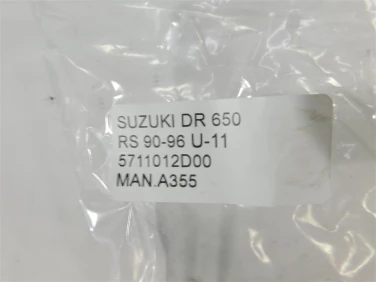 SUZUKI DR 650
RS 90-96 U-11
5711012D00
MAN.A355